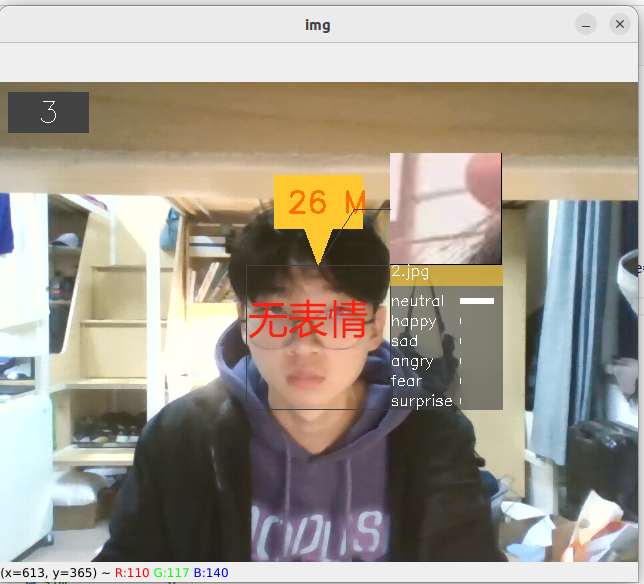 img
3
26 M
2.jpg
无表情
neutral
happy
sad
angry
fear
surprise
(x=613, y=365) ~ R:110 G:117 B:140